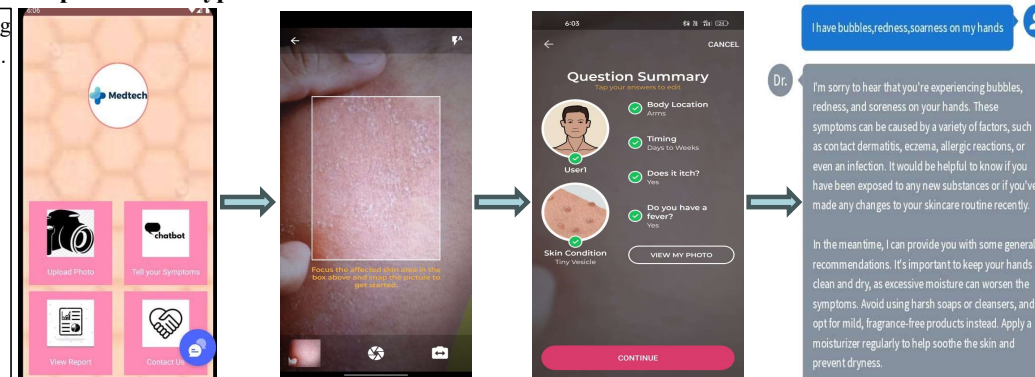 g
.
6:06
Medtech
Upload Photo
chatbot
Tell your Symptoms
View Report
Contact Us
Focus the affected skin area in the
box above and snap the picture to
get started.
6:03
CANCEL
Question Summary
Tap your answers to edit
User1
Skin Condition
Tiny Vesicle
Body Location
Arms
Timing
Days to Weeks
Does it itch?
Yes
Do you have a
fever?
Yes
VIEW MY PHOTO
CONTINUE
I have bubbles,redness,soarness on my hands
Dr.
I'm sorry to hear that you're experiencing bubbles,
redness, and soreness on your hands. These
symptoms can be caused by a variety of factors, such
as contact dermatitis, eczema, allergic reactions, or
even an infection. It would be helpful to know if you
have been exposed to any new substances or if you've
made any changes to your skincare routine recently.
In the meantime, I can provide you with some general
recommendations. It's important to keep your hands
clean and dry, as excessive moisture can worsen the
symptoms. Avoid using harsh soaps or cleansers, and
opt for mild, fragrance-free products instead. Apply a
moisturizer regularly to help soothe the skin and
prevent dryness.